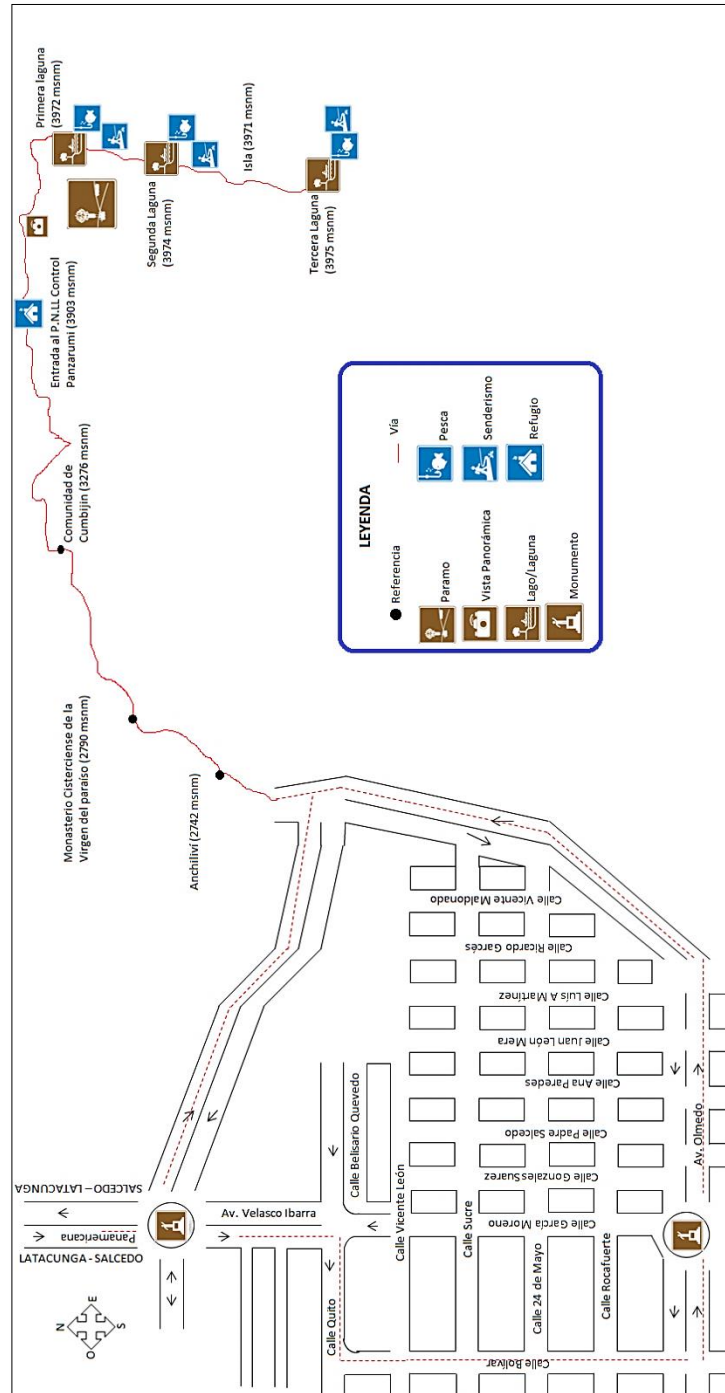 Primera laguna
(3972 msnm)
Segunda Laguna
(3974 msnm)
Isla (3971 msnm)
Tercera Laguna
(3975 msnm)
Entrada al P.N.LL Control
Panzarumi (3903 msnm)
Comunidad de
Cumbijín (3276 msnm)
Monasterio Cisterciense de la
Virgen del paraíso (2790 msnm)
Anchiliví (2742 msnm)
LEYENDA
Referencia
Vía
Paramo
Pesca
Vista Panorámica
Senderismo
Lago/Laguna
Refugio
Monumento
SALCEDO – LATACUNGA
Panamericana
LATACUNGA - SALCEDO
N
E
S
O
Av. Velasco Ibarra
Calle Belisario Quevedo
Calle Quito
Calle Vicente León
Calle Sucre
Calle 24 de Mayo
Calle Rocafuerte
Av. Olmedo
Calle Vicente Maldonado
Calle Ricardo Garcés
Calle Luis A Martínez
Calle Juan León Mera
Calle Ana Paredes
Calle Padre Salcedo
Calle Gonzales Suarez
Calle García Moreno
Calle Bolívar